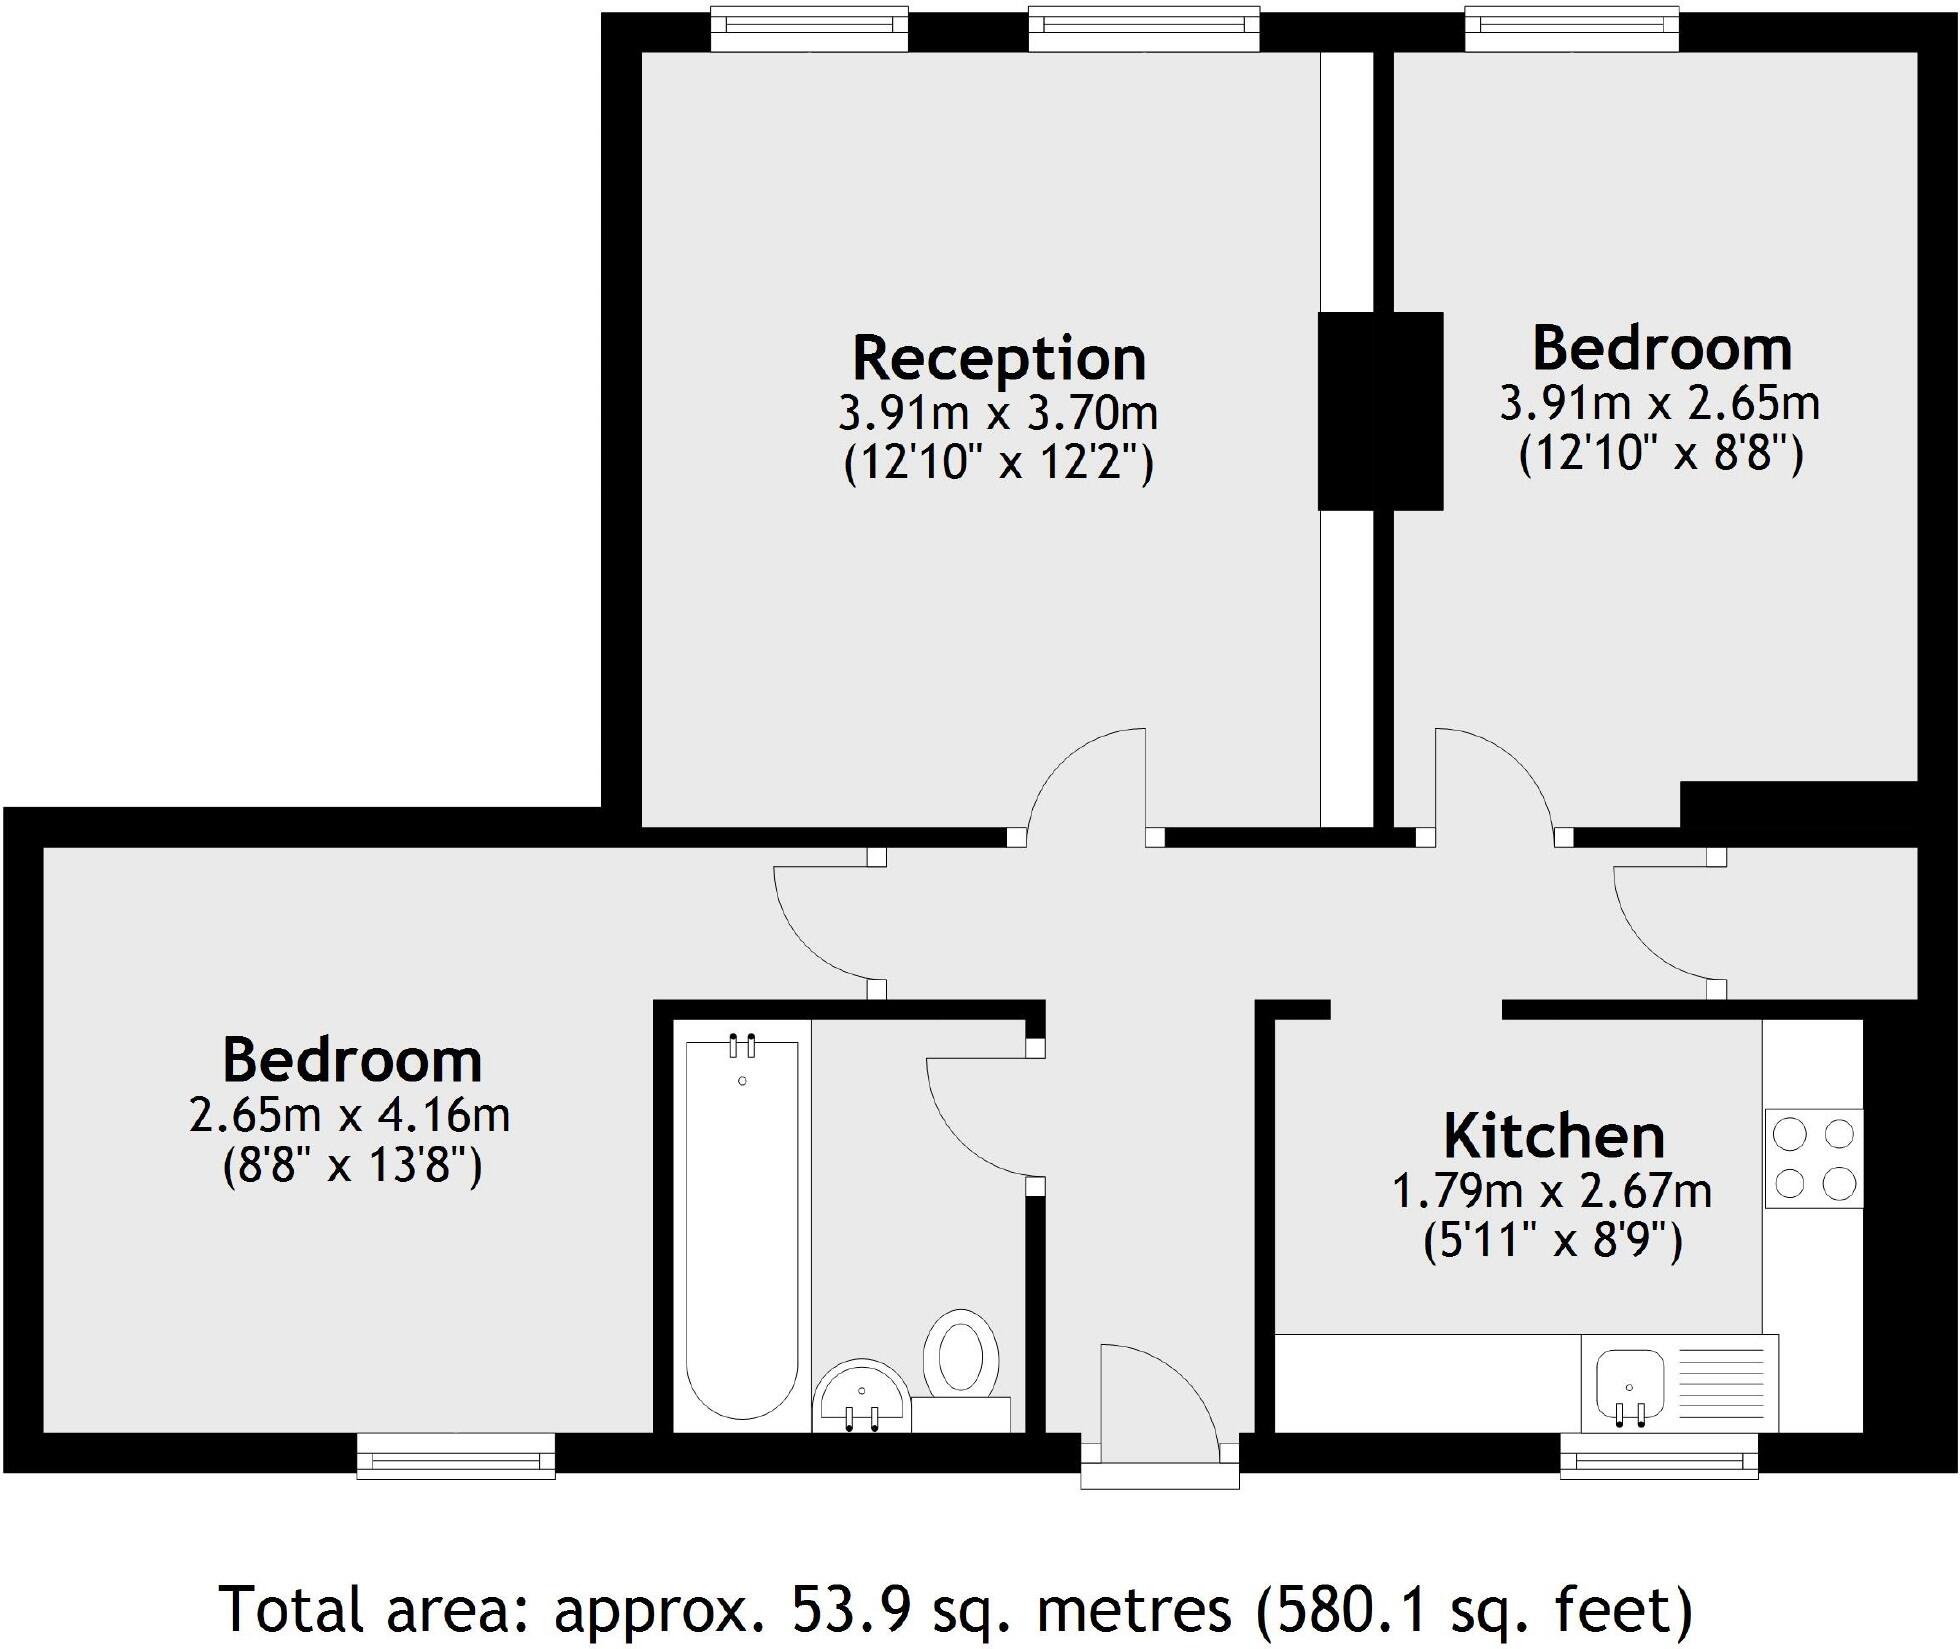 Reception
3.91m x 3.70m
(12'10" x 12'2")
Bedroom
3.91m x 2.65m
(12'10" x 8'8")
Bedroom
2.65m x 4.16m
(8'8" x 13'8")
Kitchen
1.79m x 2.67m
(5'11" x 8'9")
Total area: approx. 53.9 sq. metres (580.1 sq. feet)